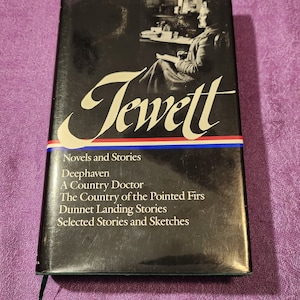 Jewett
Novels and Stories
Deephaven
A Country Doctor
The Country of the Pointed Firs
Dunnet Landing Stories
Selected Stories and Sketches